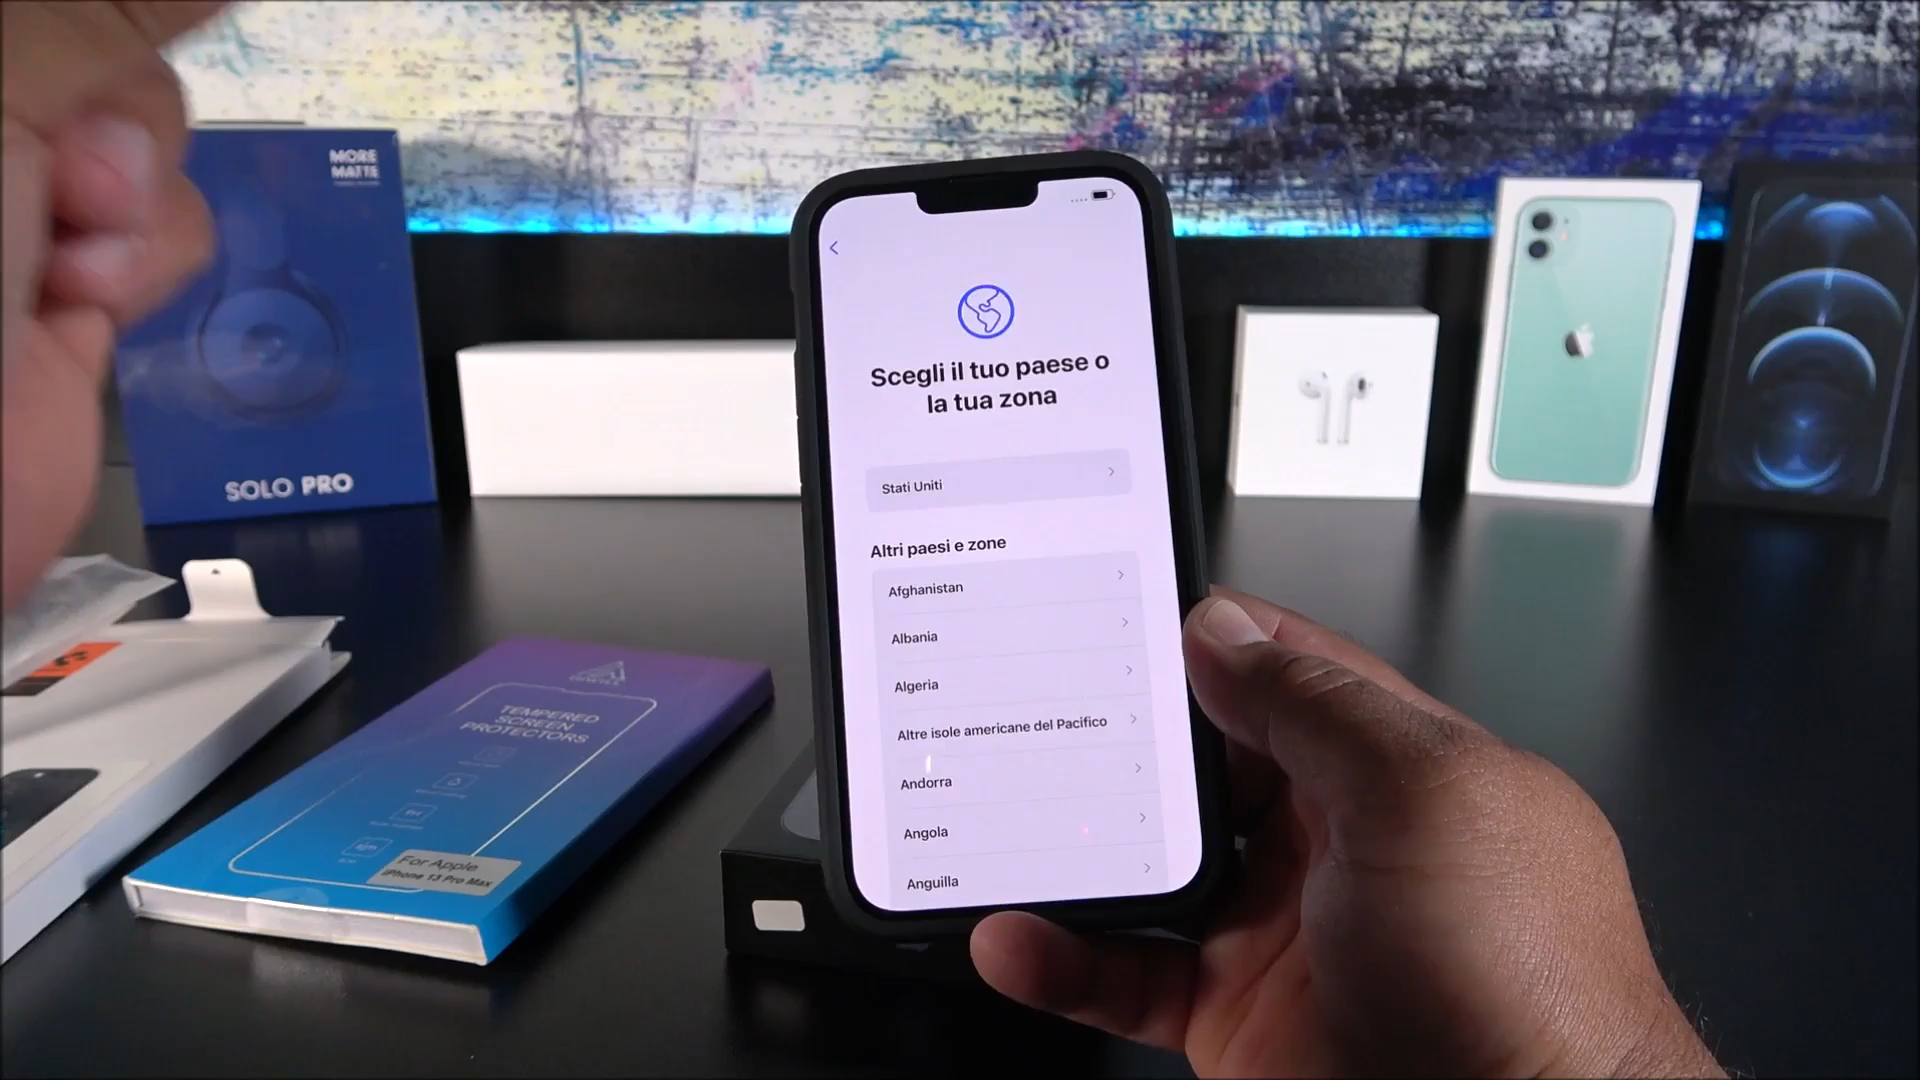 MORE
MATTE
SOLO PRO
Scegli il tuo paese o
la tua zona
Stati Uniti
Altri paesi e zone
Afghanistan
Albania
Algeria
Altre isole americane del Pacifico
Andorra
Angola
Anguilla
TEMPERED
SCREEN
PROTECTORS
For Apple
iPhone 13 Pro Max